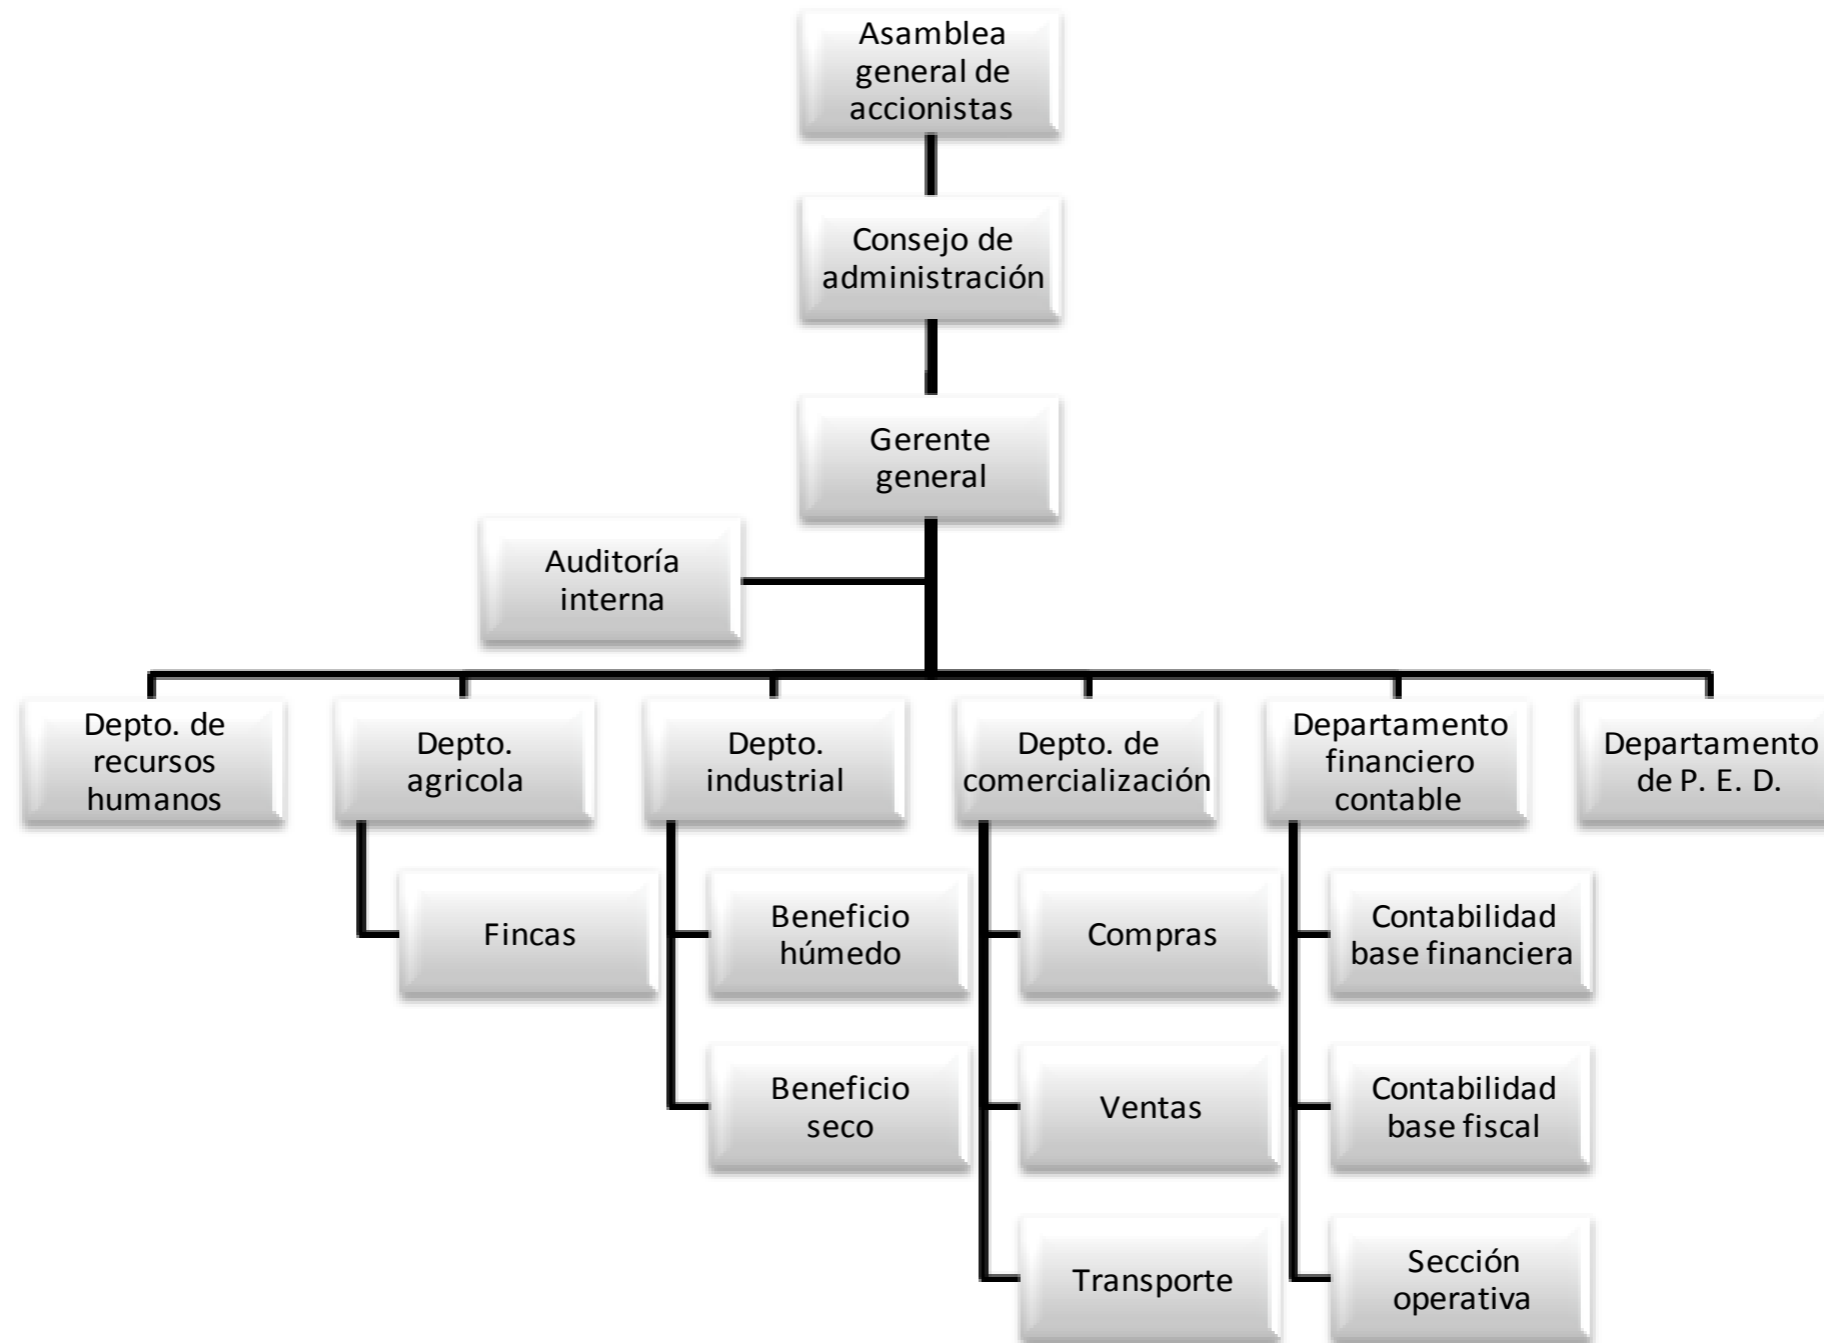 Asamblea
general de
accionistas
Consejo de
administración
Gerente
general
Auditoría
interna
Depto. de
recursos
humanos
Depto.
agricola
Depto.
industrial
Depto. de
comercialización
Departamento
financiero
contable
Departamento
de P. E. D.
Fincas
Beneficio
húmedo
Compras
Contabilidad
base financiera
Beneficio
seco
Ventas
Contabilidad
base fiscal
Transporte
Sección
operativa